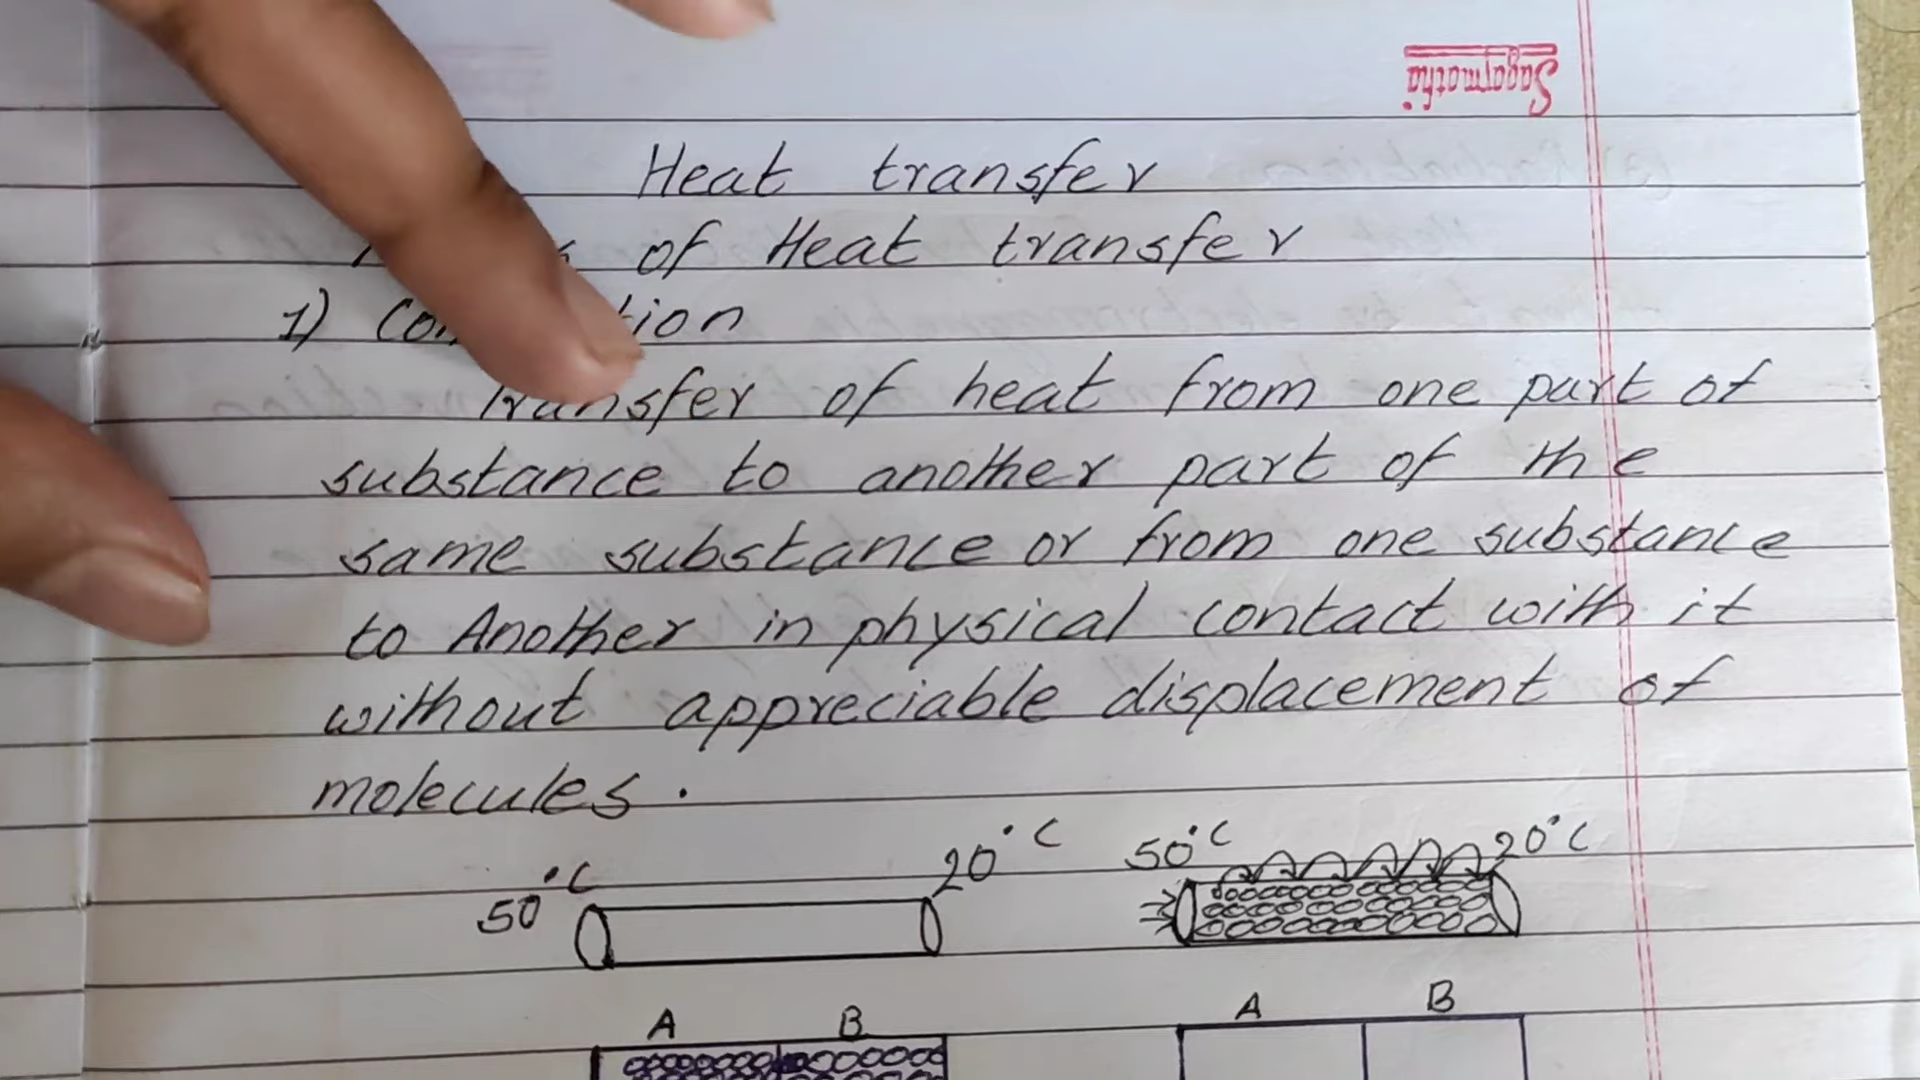 Sagarmatha
Heat transfer
of Heat transfer
1)
Transfer of heat from one part of
substance to another part of the
same substance or from one substance
to Another in physical contact with it
without appreciable displacement of
molecules.
50°C 20°C 50°C 20°C
A B A B